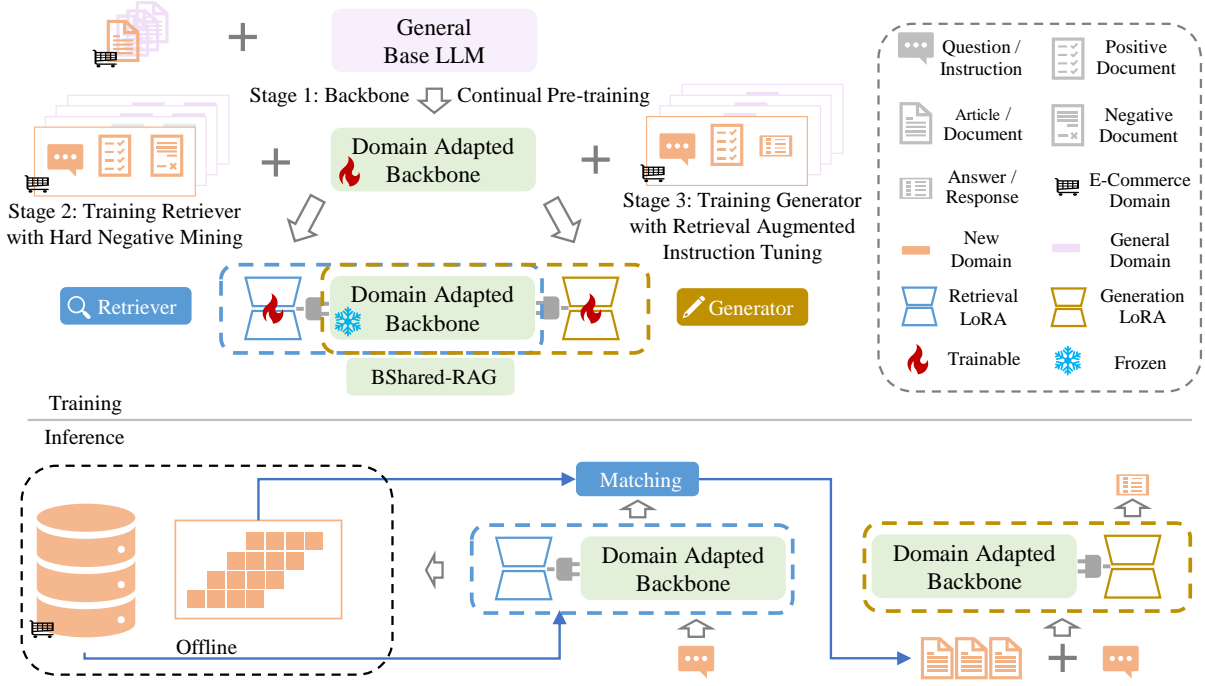 General
Base LLM
Stage 1: Backbone
Continual Pre-training
Domain Adapted
Backbone
Stage 2: Training Retriever
with Hard Negative Mining
Stage 3: Training Generator
with Retrieval Augmented
Instruction Tuning
Retriever
Domain Adapted
Backbone
Generator
BShared-RAG
Question /
Instruction
Positive
Document
Article /
Document
Negative
Document
Answer /
Response
E-Commerce
Domain
New
Domain
General
Domain
Retrieval
LoRA
Generation
LoRA
Trainable
Frozen
Training
Inference
Offline
Matching
Domain Adapted
Backbone
Domain Adapted
Backbone